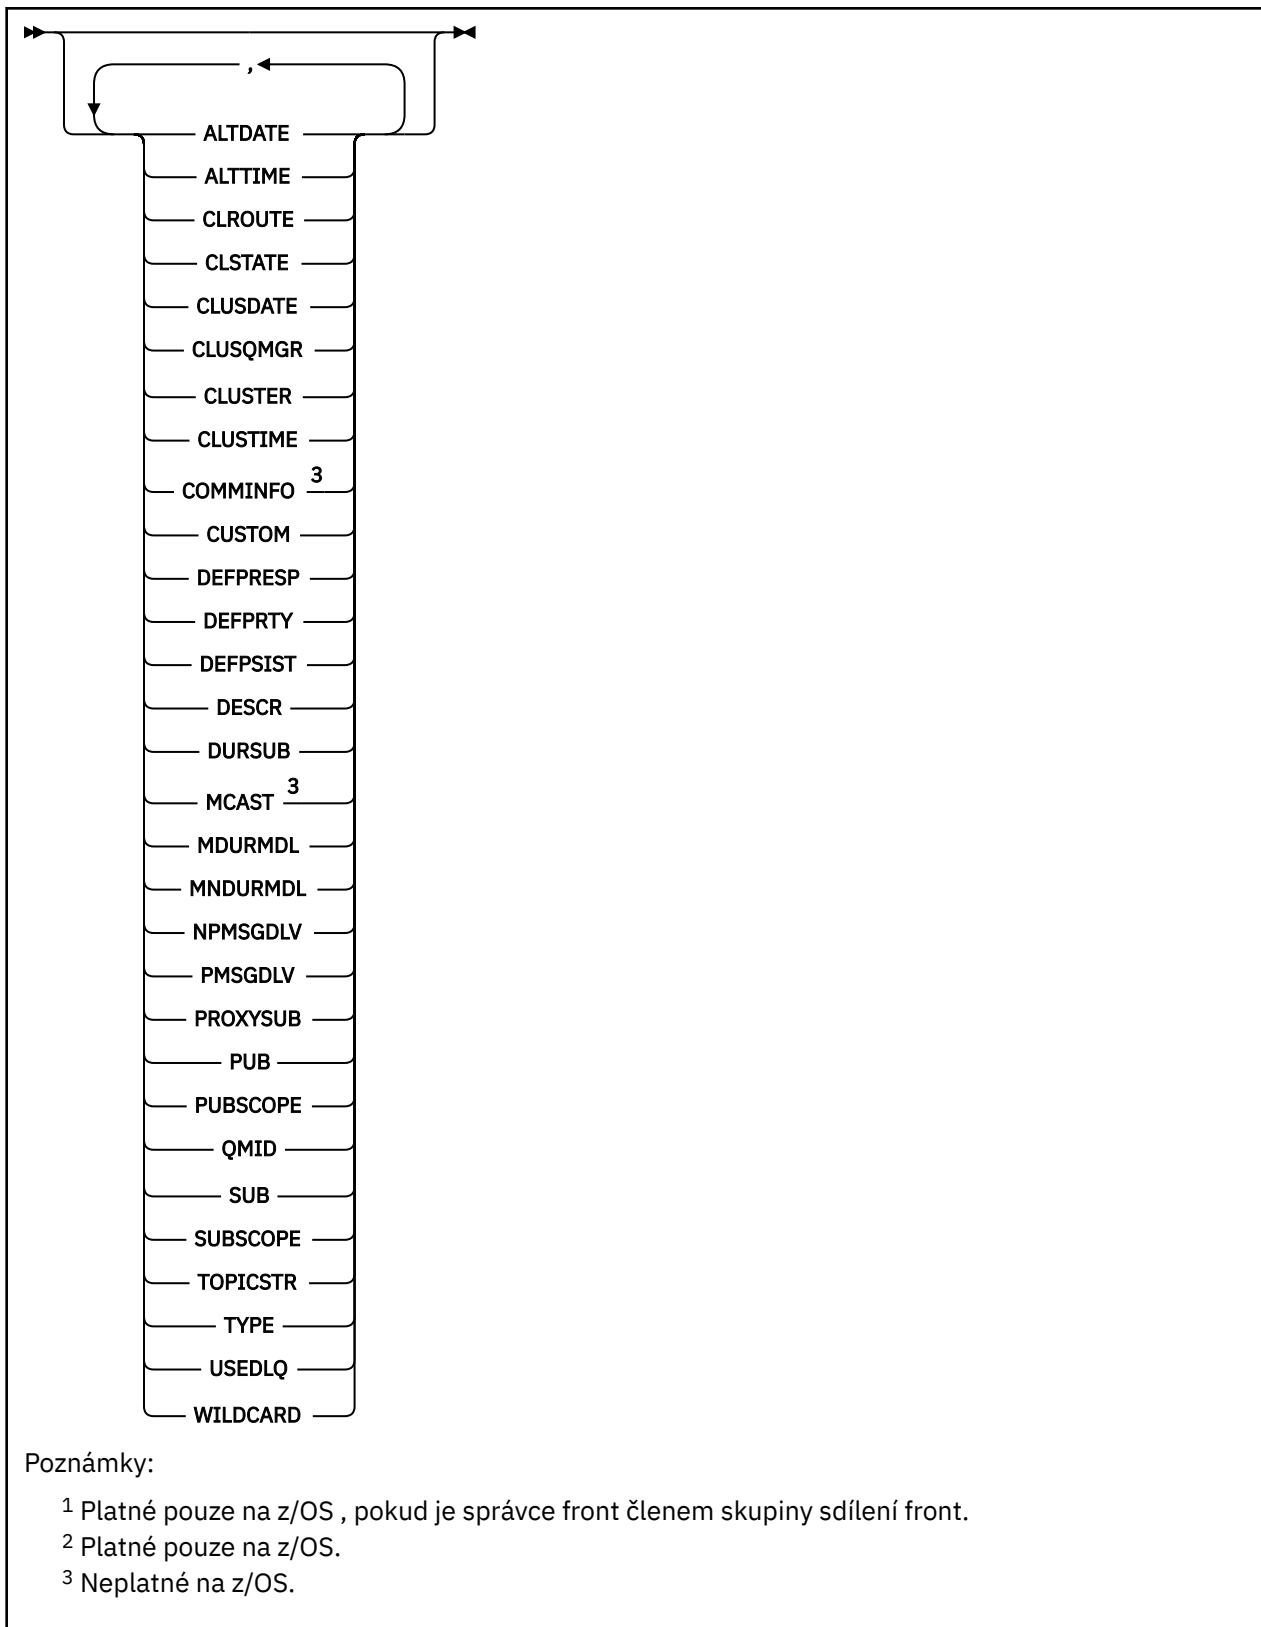 ,
ALTDATE
ALTTIME
CLROUTE
CLSTATE
CLUSDATE
CLUSQMGR
CLUSTER
CLUSTIME
COMMINFO 3
CUSTOM
DEFPRESP
DEFPRTY
DEFPSIST
DESCR
DURSUB
MCAST 3
MDURMDL
MNDURMDL
NPMSGDLV
PMSGDLV
PROXYSUB
PUB
PUBSCOPE
QMID
SUB
SUBSCOPE
TOPICSTR
TYPE
USEDLQ
WILDCARD
Poznámky:
1 Platné pouze na z/OS , pokud je správce front členem skupiny sdílení front.
2 Platné pouze na z/OS.
3 Neplatné na z/OS.